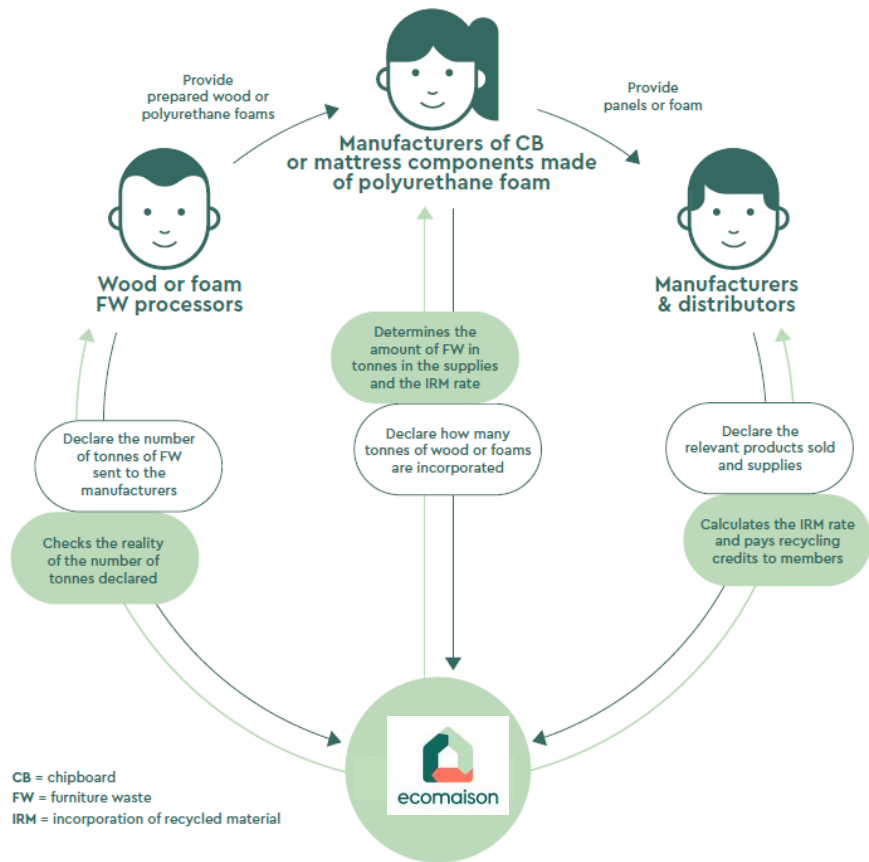 Provide
prepared wood or
polyurethane foams
Provide
panels or foam
Manufacturers of CB
or mattress components made
of polyurethane foam
Wood or foam
FW processors
Manufacturers
& distributors
Determines the
amount of FW in
tonnes in the supplies
and the IRM rate
Declare the number
of tonnes of FW
sent to the
manufacturers
Declare how many
tonnes of wood or foams
are incorporated
Declare the
relevant products sold
and supplies
Checks the reality
of the number of
tonnes declared
Calculates the IRM rate
and pays recycling
credits to members
ecomaison
CB = chipboard
FW = furniture waste
IRM = incorporation of recycled material